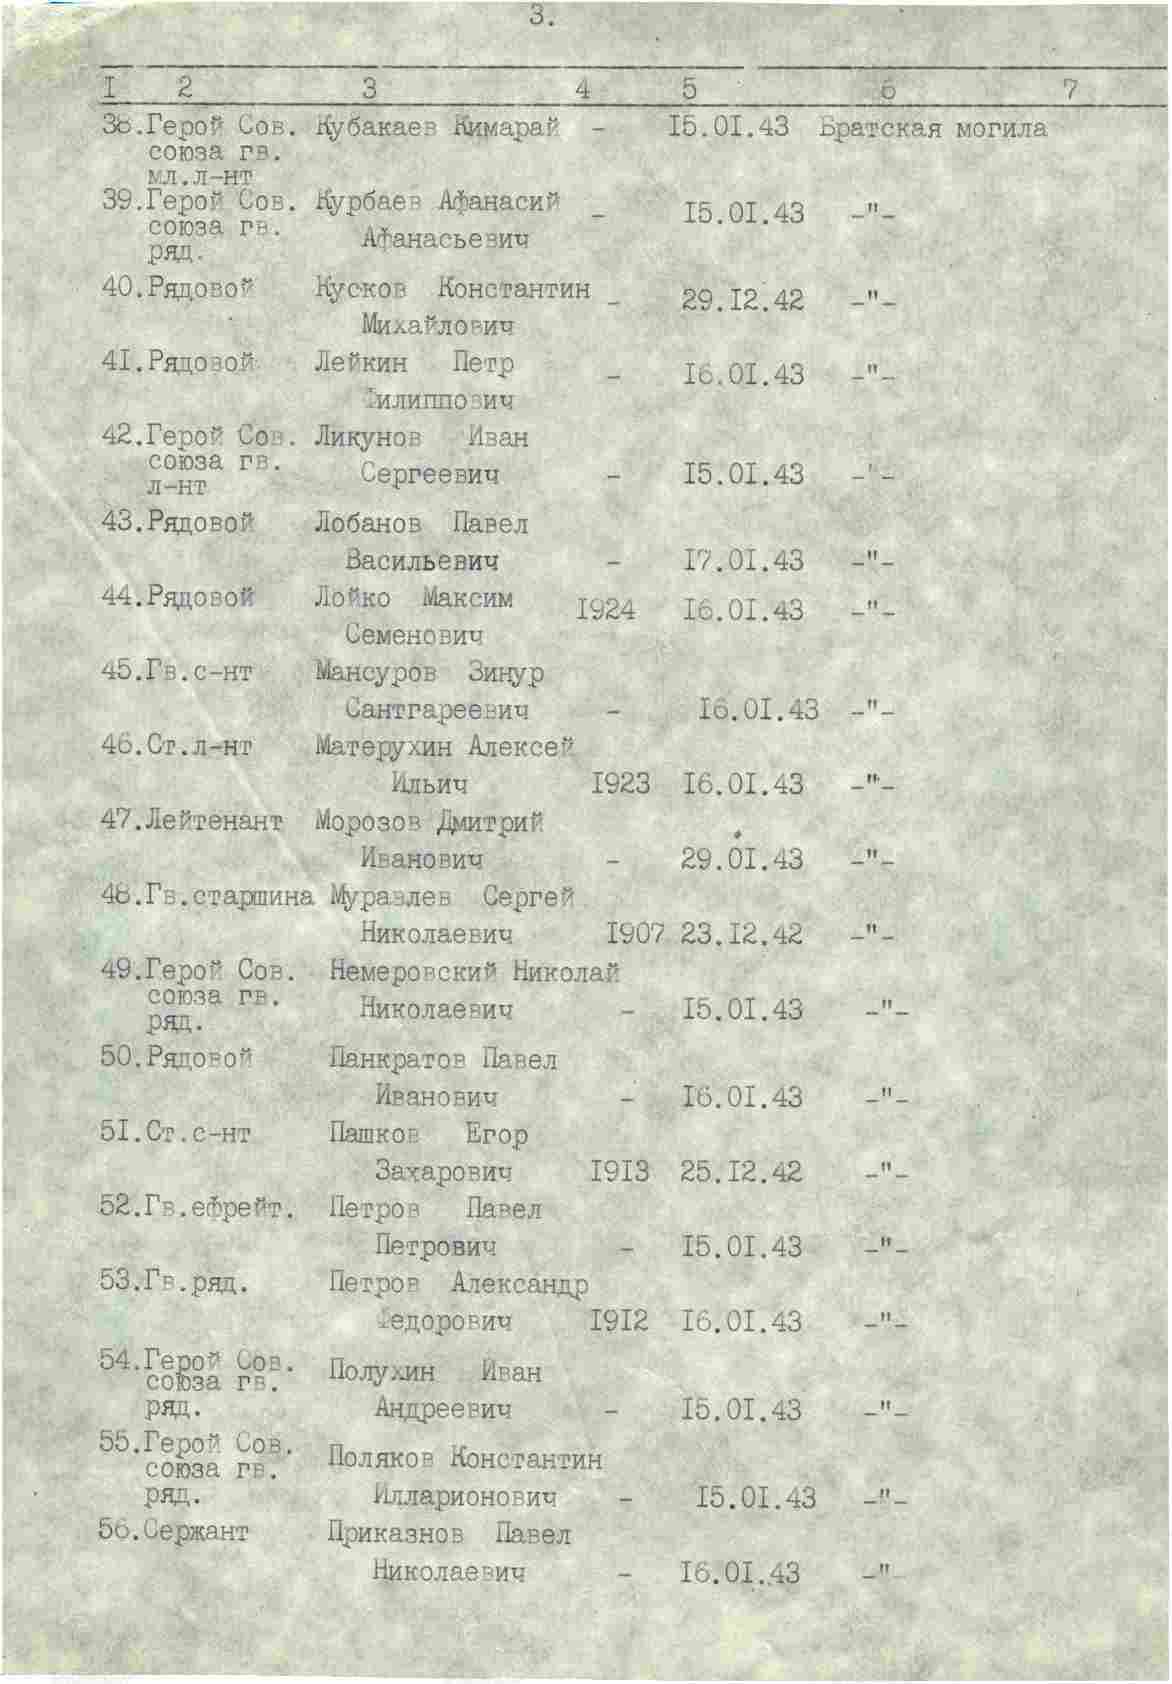 3.
I 2 3 4 5 6 7
38.Герой Сов. Кубакаев Кимарай - I5.0I.43 Братская могила
союза гв.
мл.л-нт
39.Герой Сов. Курбаев Афанасий
союза гв. Афанасьевич - I5.0I.43 -"-
ряд.
40.Рядовой Кусков Константин - 29.I2.42 -"-
Михайлович
4I.Рядовой Лейкин Петр - I6.0I.43 -"-
Филиппович
42.Герой Сов. Ликунов Иван
союза гв. Сергеевич - I5.0I.43 -"-
л-нт
43.Рядовой Лобанов Павел
Васильевич - I7.0I.43 -"-
44.Рядовой Лойко Максим I924 I6.0I.43 -"-
Семенович
45.Гв.с-нт Мансуров Зинур
Сантгареевич - I6.0I.43 -"-
46.Ст.л-нт Матерухин Алексей
Ильич I923 I6.0I.43 -"-
47.Лейтенант Морозов Дмитрий
Иванович - 29.0I.43 -"-
48.Гв.старшина Муравлев Сергей
Николаевич I907 23.I2.42 -"-
49.Герой Сов. Немеровский Николай
союза гв. Николаевич - I5.0I.43 -"-
ряд.
50.Рядовой Панкратов Павел
Иванович - I6.0I.43 -"-
5I.Ст.с-нт Пашков Егор
Захарович I9I3 25.I2.42 -"-
52.Гв.ефрейт. Петров Павел
Петрович - I5.0I.43 -"-
53.Гв.ряд. Петров Александр
Федорович I9I2 I6.0I.43 -"-
54.Герой Сов. Полухин Иван
союза гв.
ряд. Андреевич - I5.0I.43 -"-
55.Герой Сов. Поляков Константин
союза гв.
ряд. Илларионович - I5.0I.43 -"-
56.Сержант Приказнов Павел
Николаевич - I6.0I.43 -"-